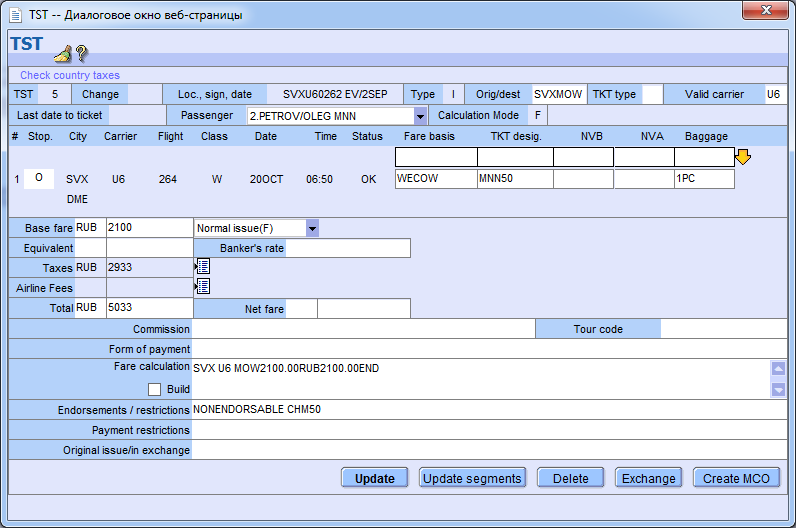 TST -- Диалоговое окно веб-страницы
TST
Check country taxes
TST 5 Change Loc., sign, date SVXU60262 EV/2SEP Type I Orig/dest SVXMOW TKT type Valid carrier U6
Last date to ticket Passenger 2.PETROV/OLEG MNN Calculation Mode F
# Stop. City Carrier Flight Class Date Time Status Fare basis TKT desig. NVB NVA Baggage
1 O SVX U6 264 W 20OCT 06:50 OK WECOW MNN50 1PC
DME
Base fare RUB 2100 Normal issue(F)
Equivalent Banker's rate
Taxes RUB 2933
Airline Fees
Total RUB 5033 Net fare
Commission Tour code
Form of payment
Fare calculation SVX U6 MOW2100.00RUB2100.00END
Build
Endorsements / restrictions NONENDORSABLE CHM50
Payment restrictions
Original issue/in exchange
Update Update segments Delete Exchange Create MCO